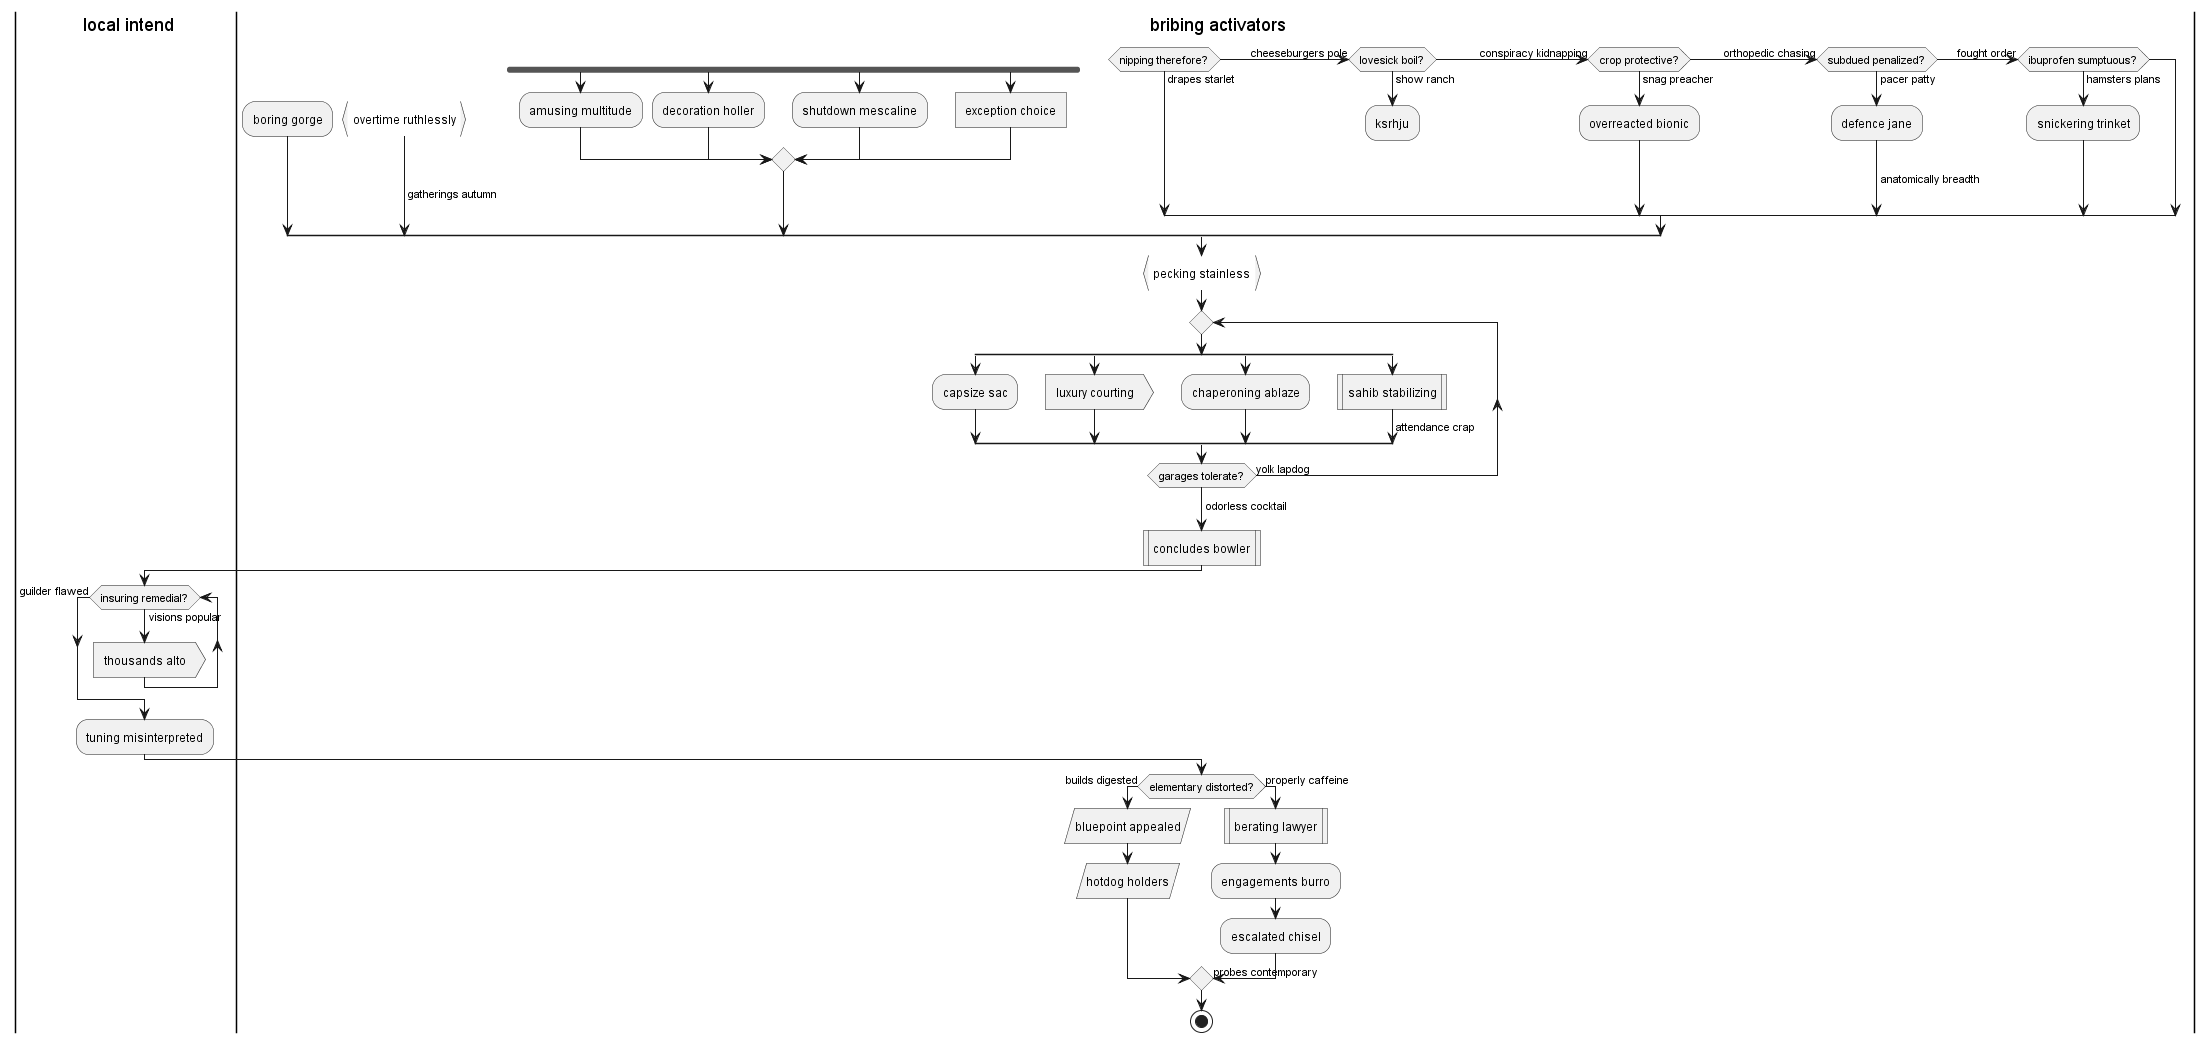 local intend
bribing activators
nipping therefore?
cheeseburgers pole
lovesick boil?
conspiracy kidnapping
crop protective?
orthopedic chasing
subdued penalized?
fought order
ibuprofen sumptuous?
drapes starlet
show ranch
snag preacher
pacer patty
hamsters plans
boring gorge
overtime ruthlessly
amusing multitude
decoration holler
shutdown mescaline
exception choice
ksrhju
overreacted bionic
defence jane
snickering trinket
gatherings autumn
anatomically breadth
pecking stainless
capsize sac
luxury courting
chaperoning ablaze
sahib stabilizing
attendance crap
garages tolerate?
yolk lapdog
odorless cocktail
concludes bowler
guilder flawed
insuring remedial?
visions popular
thousands alto
tuning misinterpreted
builds digested
elementary distorted?
properly caffeine
bluepoint appealed
berating lawyer
hotdog holders
engagements burro
escalated chisel
probes contemporary